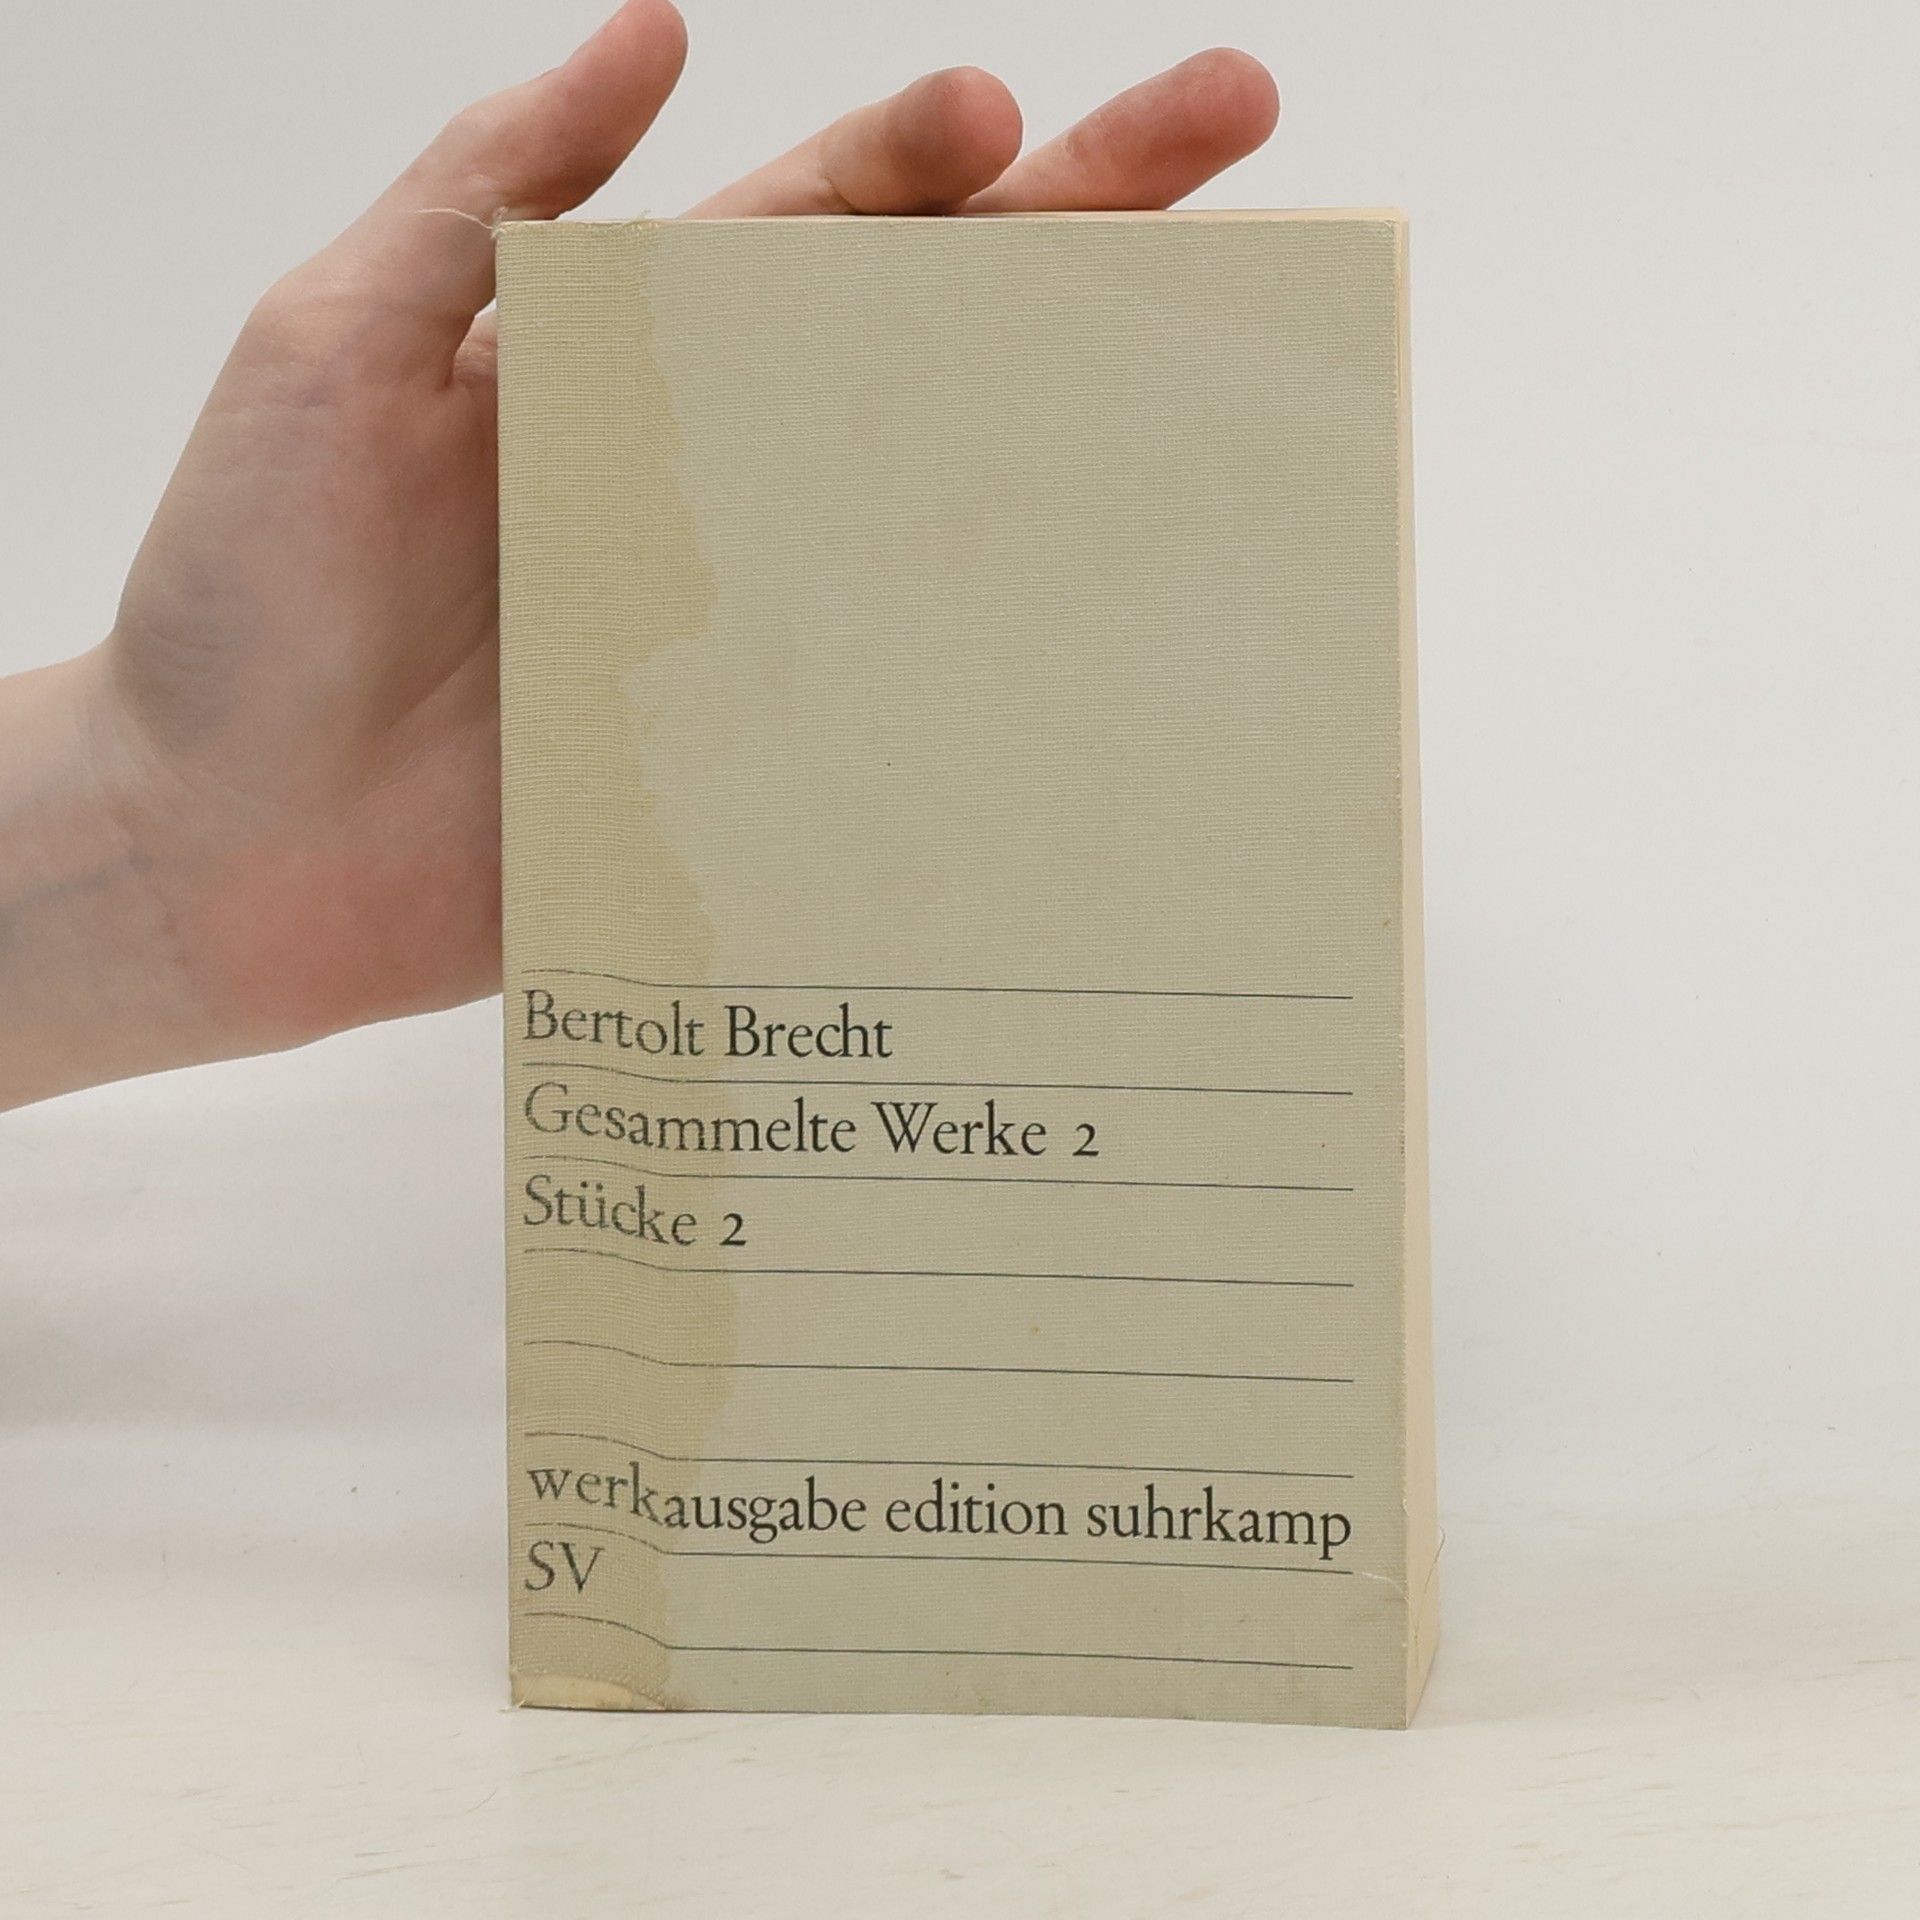 Bertolt Brecht
Gesammelte Werke 2
Stücke 2
werkausgabe edition suhrkamp
SV